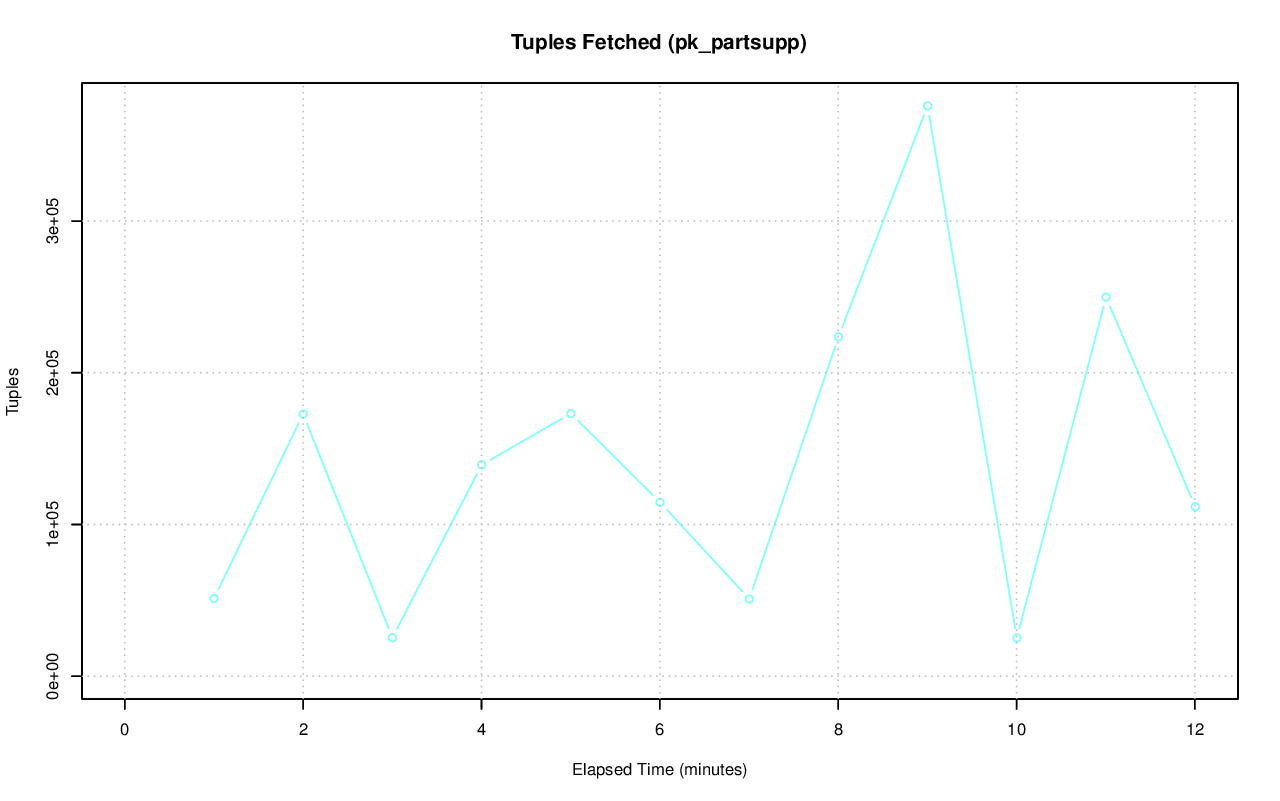 Tuples Fetched (pk_partsupp)
Tuples
3e+05
2e+05
1e+05
0e+00
0 2 4 6 8 10 12
Elapsed Time (minutes)